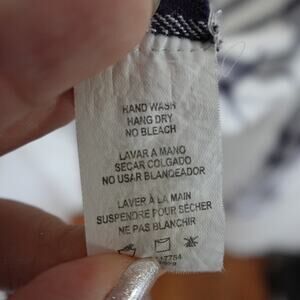 HAND WASH
HANG DRY
NO BLEACH
LAVAR A MANO
SECAR COLGADO
NO USAR BLANQEADOR
LAVER À LA MAIN
SUSPENDRE POUR SÉCHER
NE PAS BLANCHIR